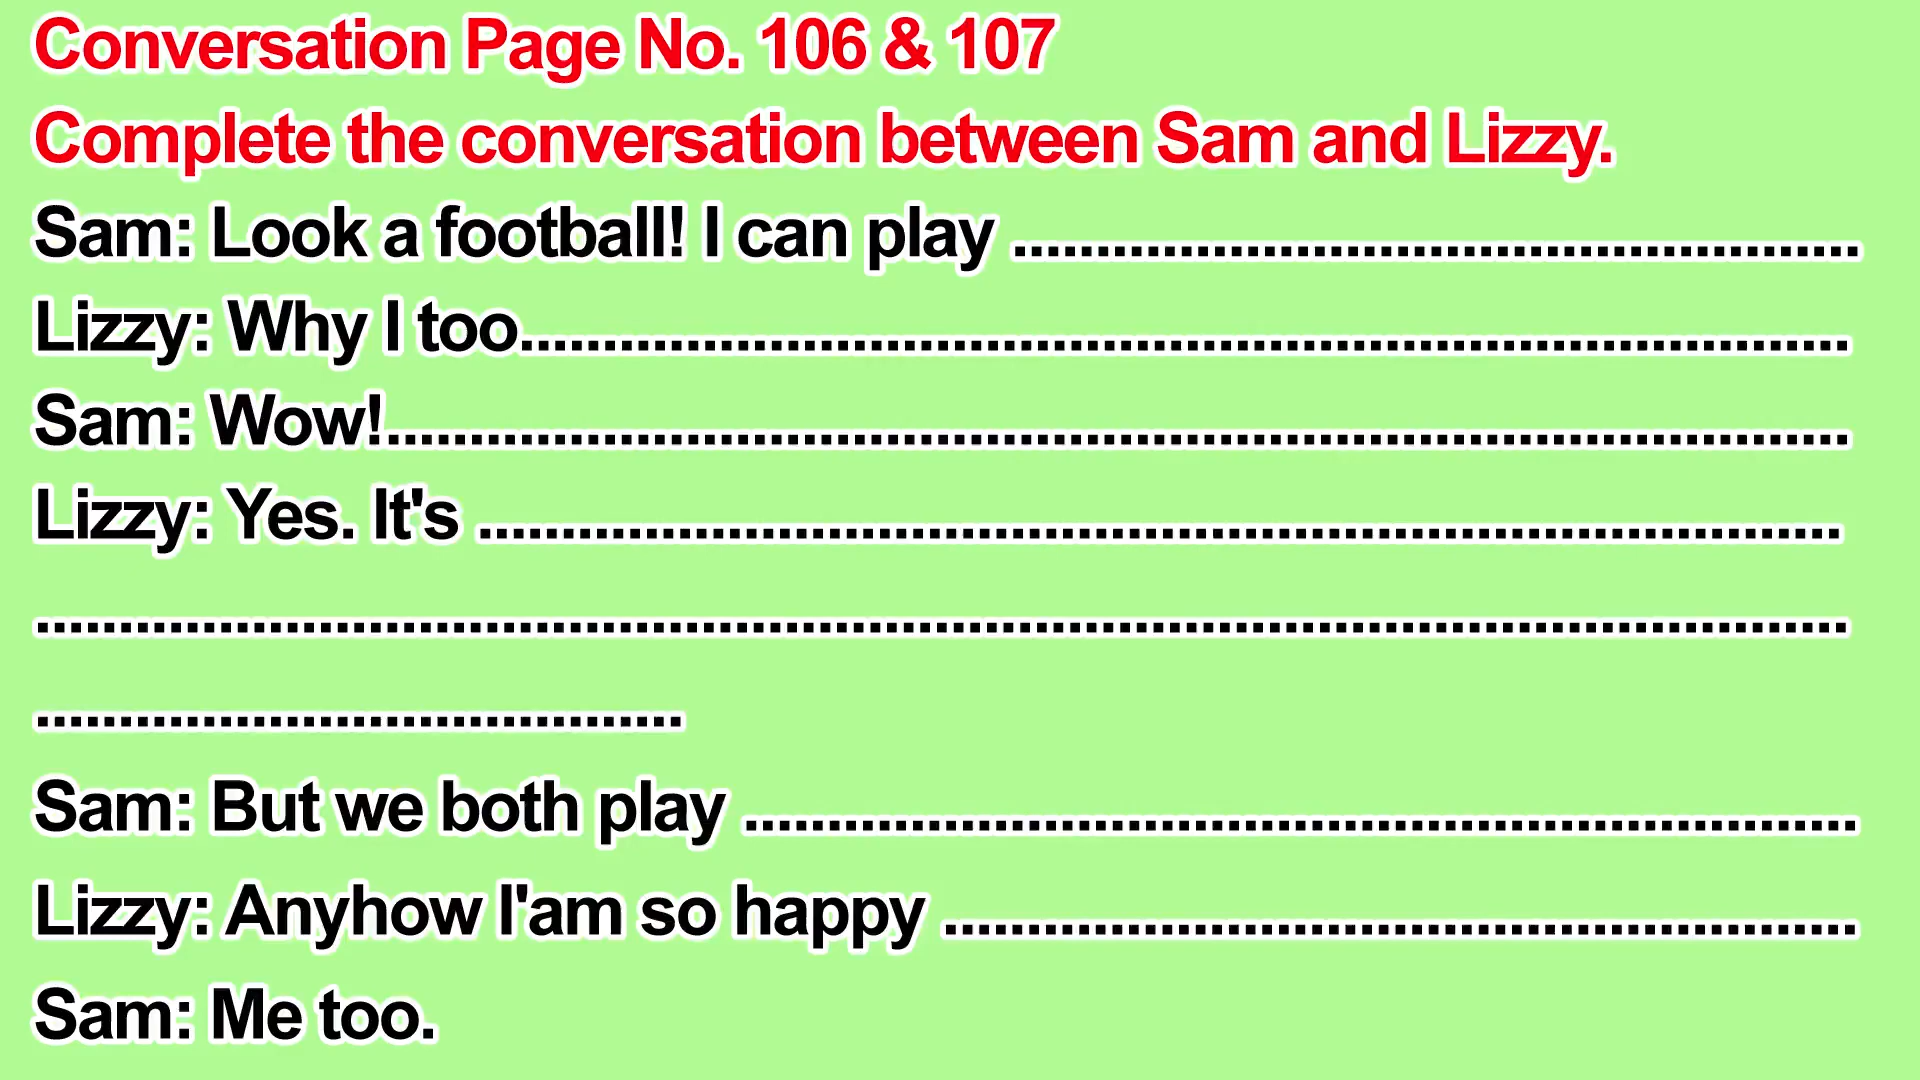 Conversation Page No. 106 & 107
Complete the conversation between Sam and Lizzy.
Sam: Look a football! I can play ...................................................
Lizzy: Why I too................................................................................
Sam: Wow!........................................................................................
Lizzy: Yes. It's ..................................................................................
.............................................................................................................
.......................................
Sam: But we both play ...................................................................
Lizzy: Anyhow I'am so happy .......................................................
Sam: Me too.